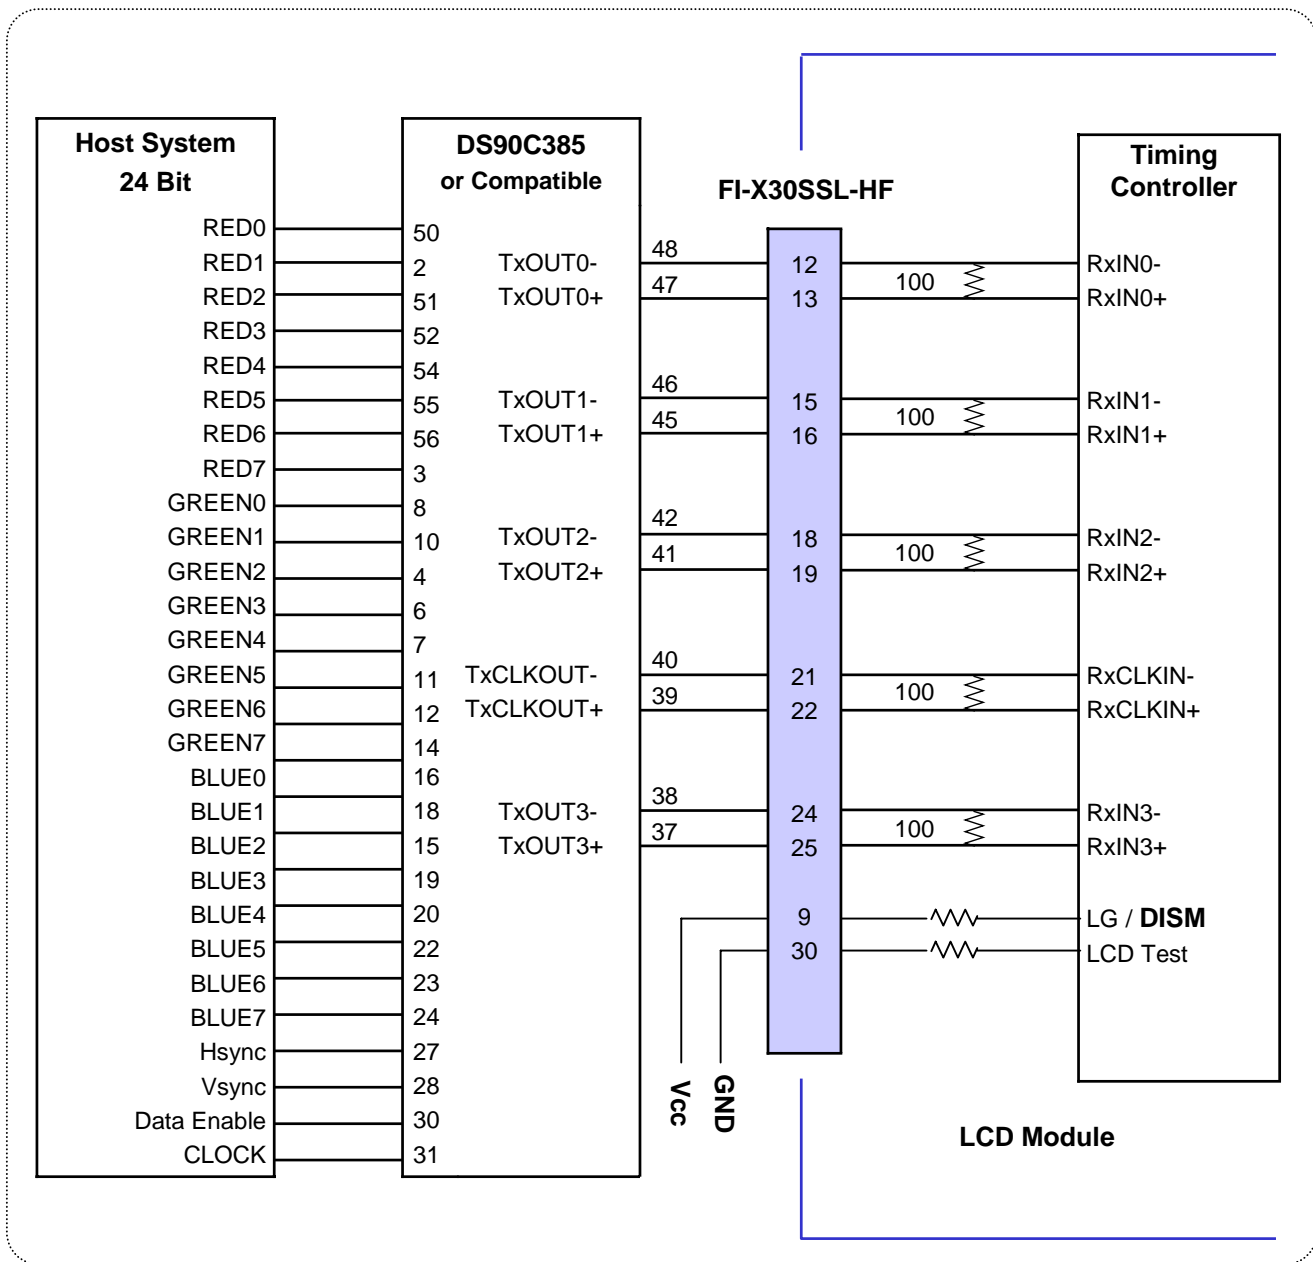 Host System
24 Bit
RED0
RED1
RED2
RED3
RED4
RED5
RED6
RED7
GREEN0
GREEN1
GREEN2
GREEN3
GREEN4
GREEN5
GREEN6
GREEN7
BLUE0
BLUE1
BLUE2
BLUE3
BLUE4
BLUE5
BLUE6
BLUE7
Hsync
Vsync
Data Enable
CLOCK
DS90C385
or Compatible
50
2
51
52
54
55
56
3
8
10
4
6
7
11
12
14
16
18
15
19
20
22
23
24
27
28
30
31
TxOUT0-
TxOUT0+
TxOUT1-
TxOUT1+
TxOUT2-
TxOUT2+
TxCLKOUT-
TxCLKOUT+
TxOUT3-
TxOUT3+
48
47
46
45
42
41
40
39
38
37
Vcc
GND
FI-X30SSL-HF
12
13
15
16
18
19
21
22
24
25
9
30
100
100
100
100
100
Timing
Controller
RxIN0-
RxIN0+
RxIN1-
RxIN1+
RxIN2-
RxIN2+
RxCLKIN-
RxCLKIN+
RxIN3-
RxIN3+
LG / DISM
LCD Test
LCD Module